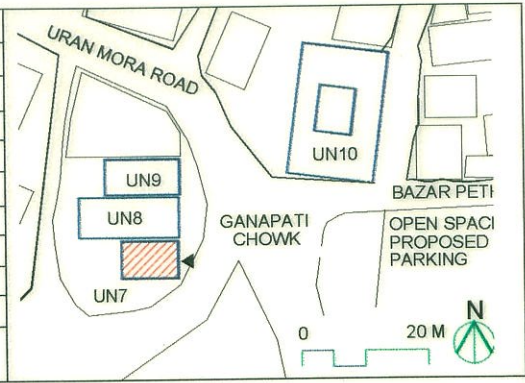 URAN MORA ROAD
UN10
UN9
UN8
UN7
GANAPATI
CHOWK
BAZAR PETH
OPEN SPACE
PROPOSED
PARKING
N
0 20 M